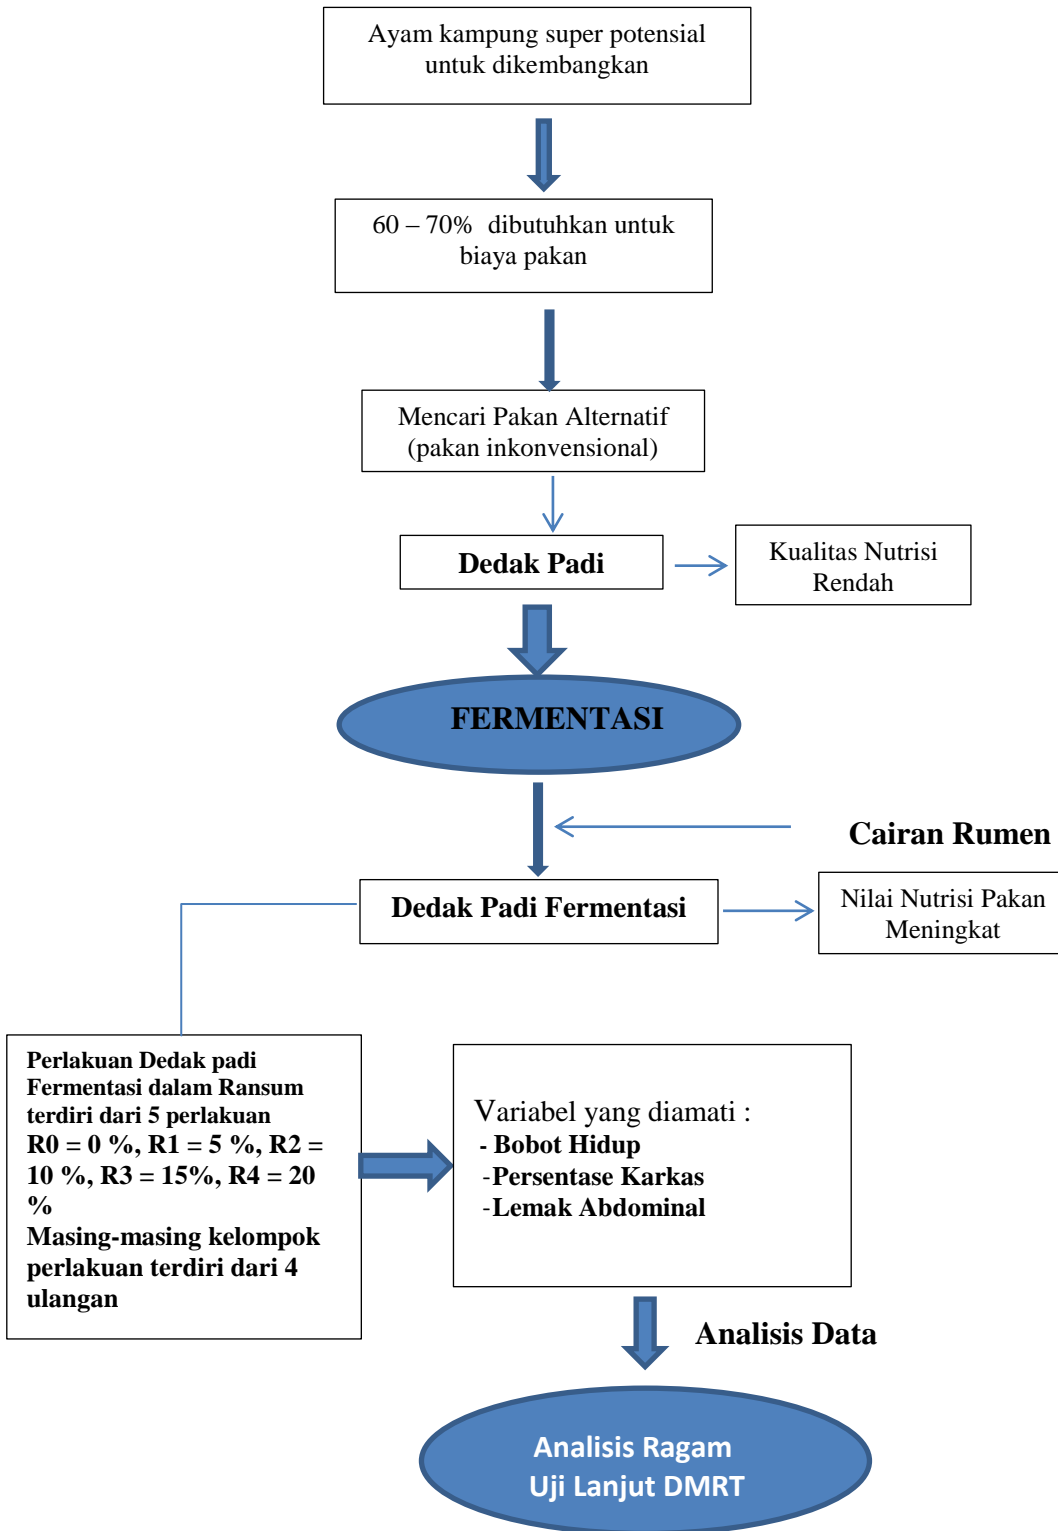 Ayam kampung super potensial
untuk dikembangkan
60 – 70% dibutuhkan untuk
biaya pakan
Mencari Pakan Alternatif
(pakan inkonvensional)
Dedak Padi
Kualitas Nutrisi
Rendah
FERMENTASI
Cairan Rumen
Dedak Padi Fermentasi
Nilai Nutrisi Pakan
Meningkat
Perlakuan Dedak padi
Fermentasi dalam Ransum
terdiri dari 5 perlakuan
R0 = 0 %, R1 = 5 %, R2 =
10 %, R3 = 15%, R4 = 20
%
Masing-masing kelompok
perlakuan terdiri dari 4
ulangan
Variabel yang diamati :
- Bobot Hidup
-Persentase Karkas
-Lemak Abdominal
Analisis Data
Analisis Ragam
Uji Lanjut DMRT